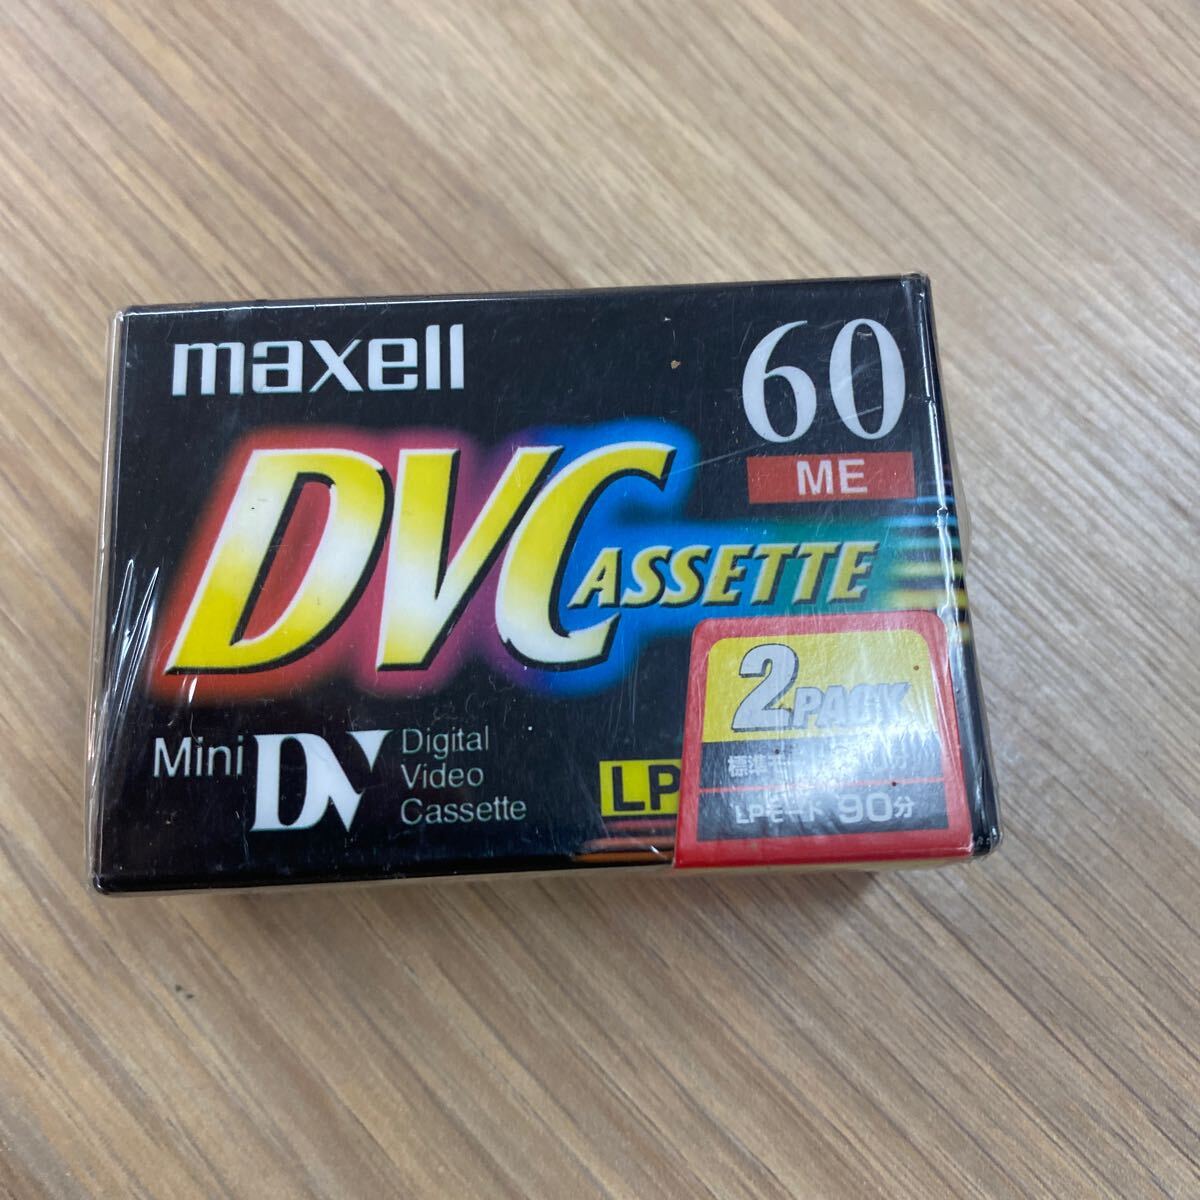 maxell
60
ME
DVCASSETTE
Mini DV Digital
Video
Cassette
LP
2PACK
標準モ
LPモード 90分